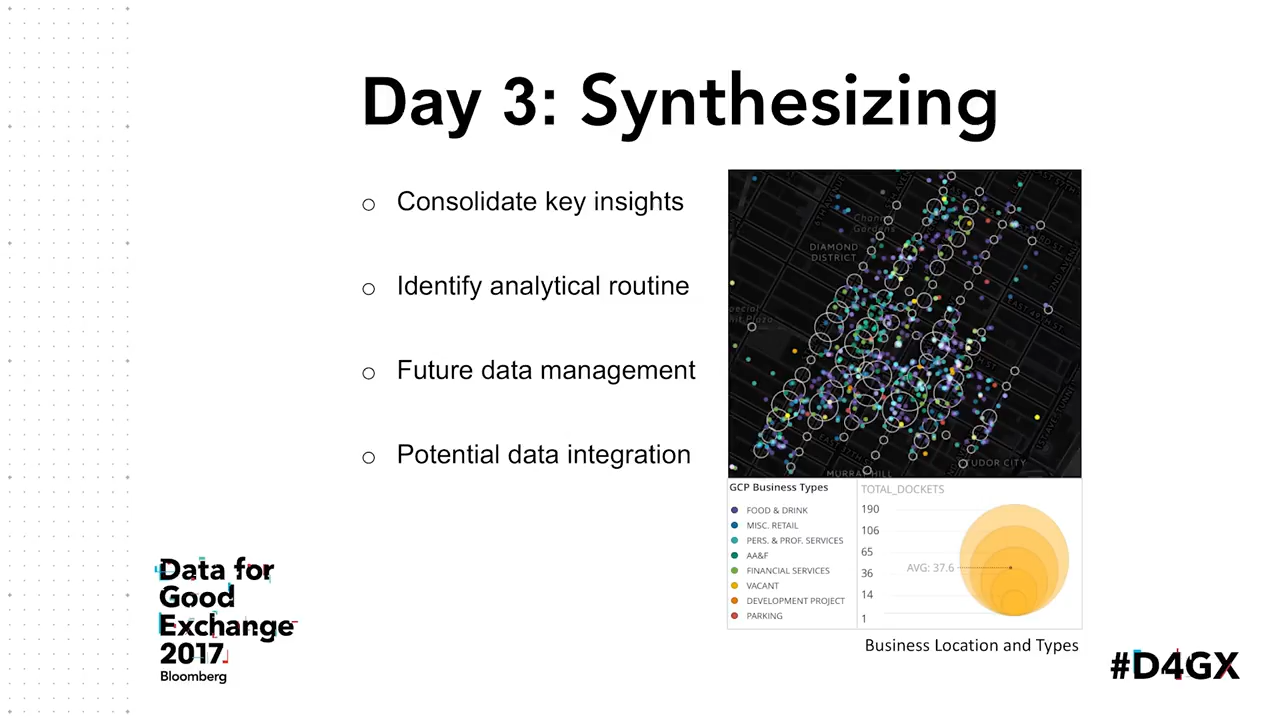 Day 3: Synthesizing
o Consolidate key insights
o Identify analytical routine
o Future data management
o Potential data integration
DIAMOND
DISTRICT
MURRAY HILL
TUDOR CITY
GCP Business Types
FOOD & DRINK
MISC. RETAIL
PERS. & PROF. SERVICES
AA&F
FINANCIAL SERVICES
VACANT
DEVELOPMENT PROJECT
PARKING
TOTAL_DOCKETS
190
106
65
36
14
1
AVG: 37.6
Business Location and Types
Data for
Good
Exchange
2017
Bloomberg
#D4GX